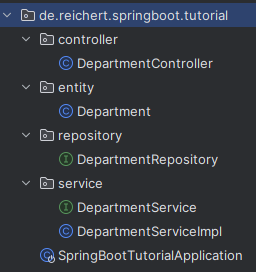 de.reichert.springboot.tutorial
controller
DepartmentController
entity
Department
repository
DepartmentRepository
service
DepartmentService
DepartmentServiceImpl
SpringBootTutorialApplication